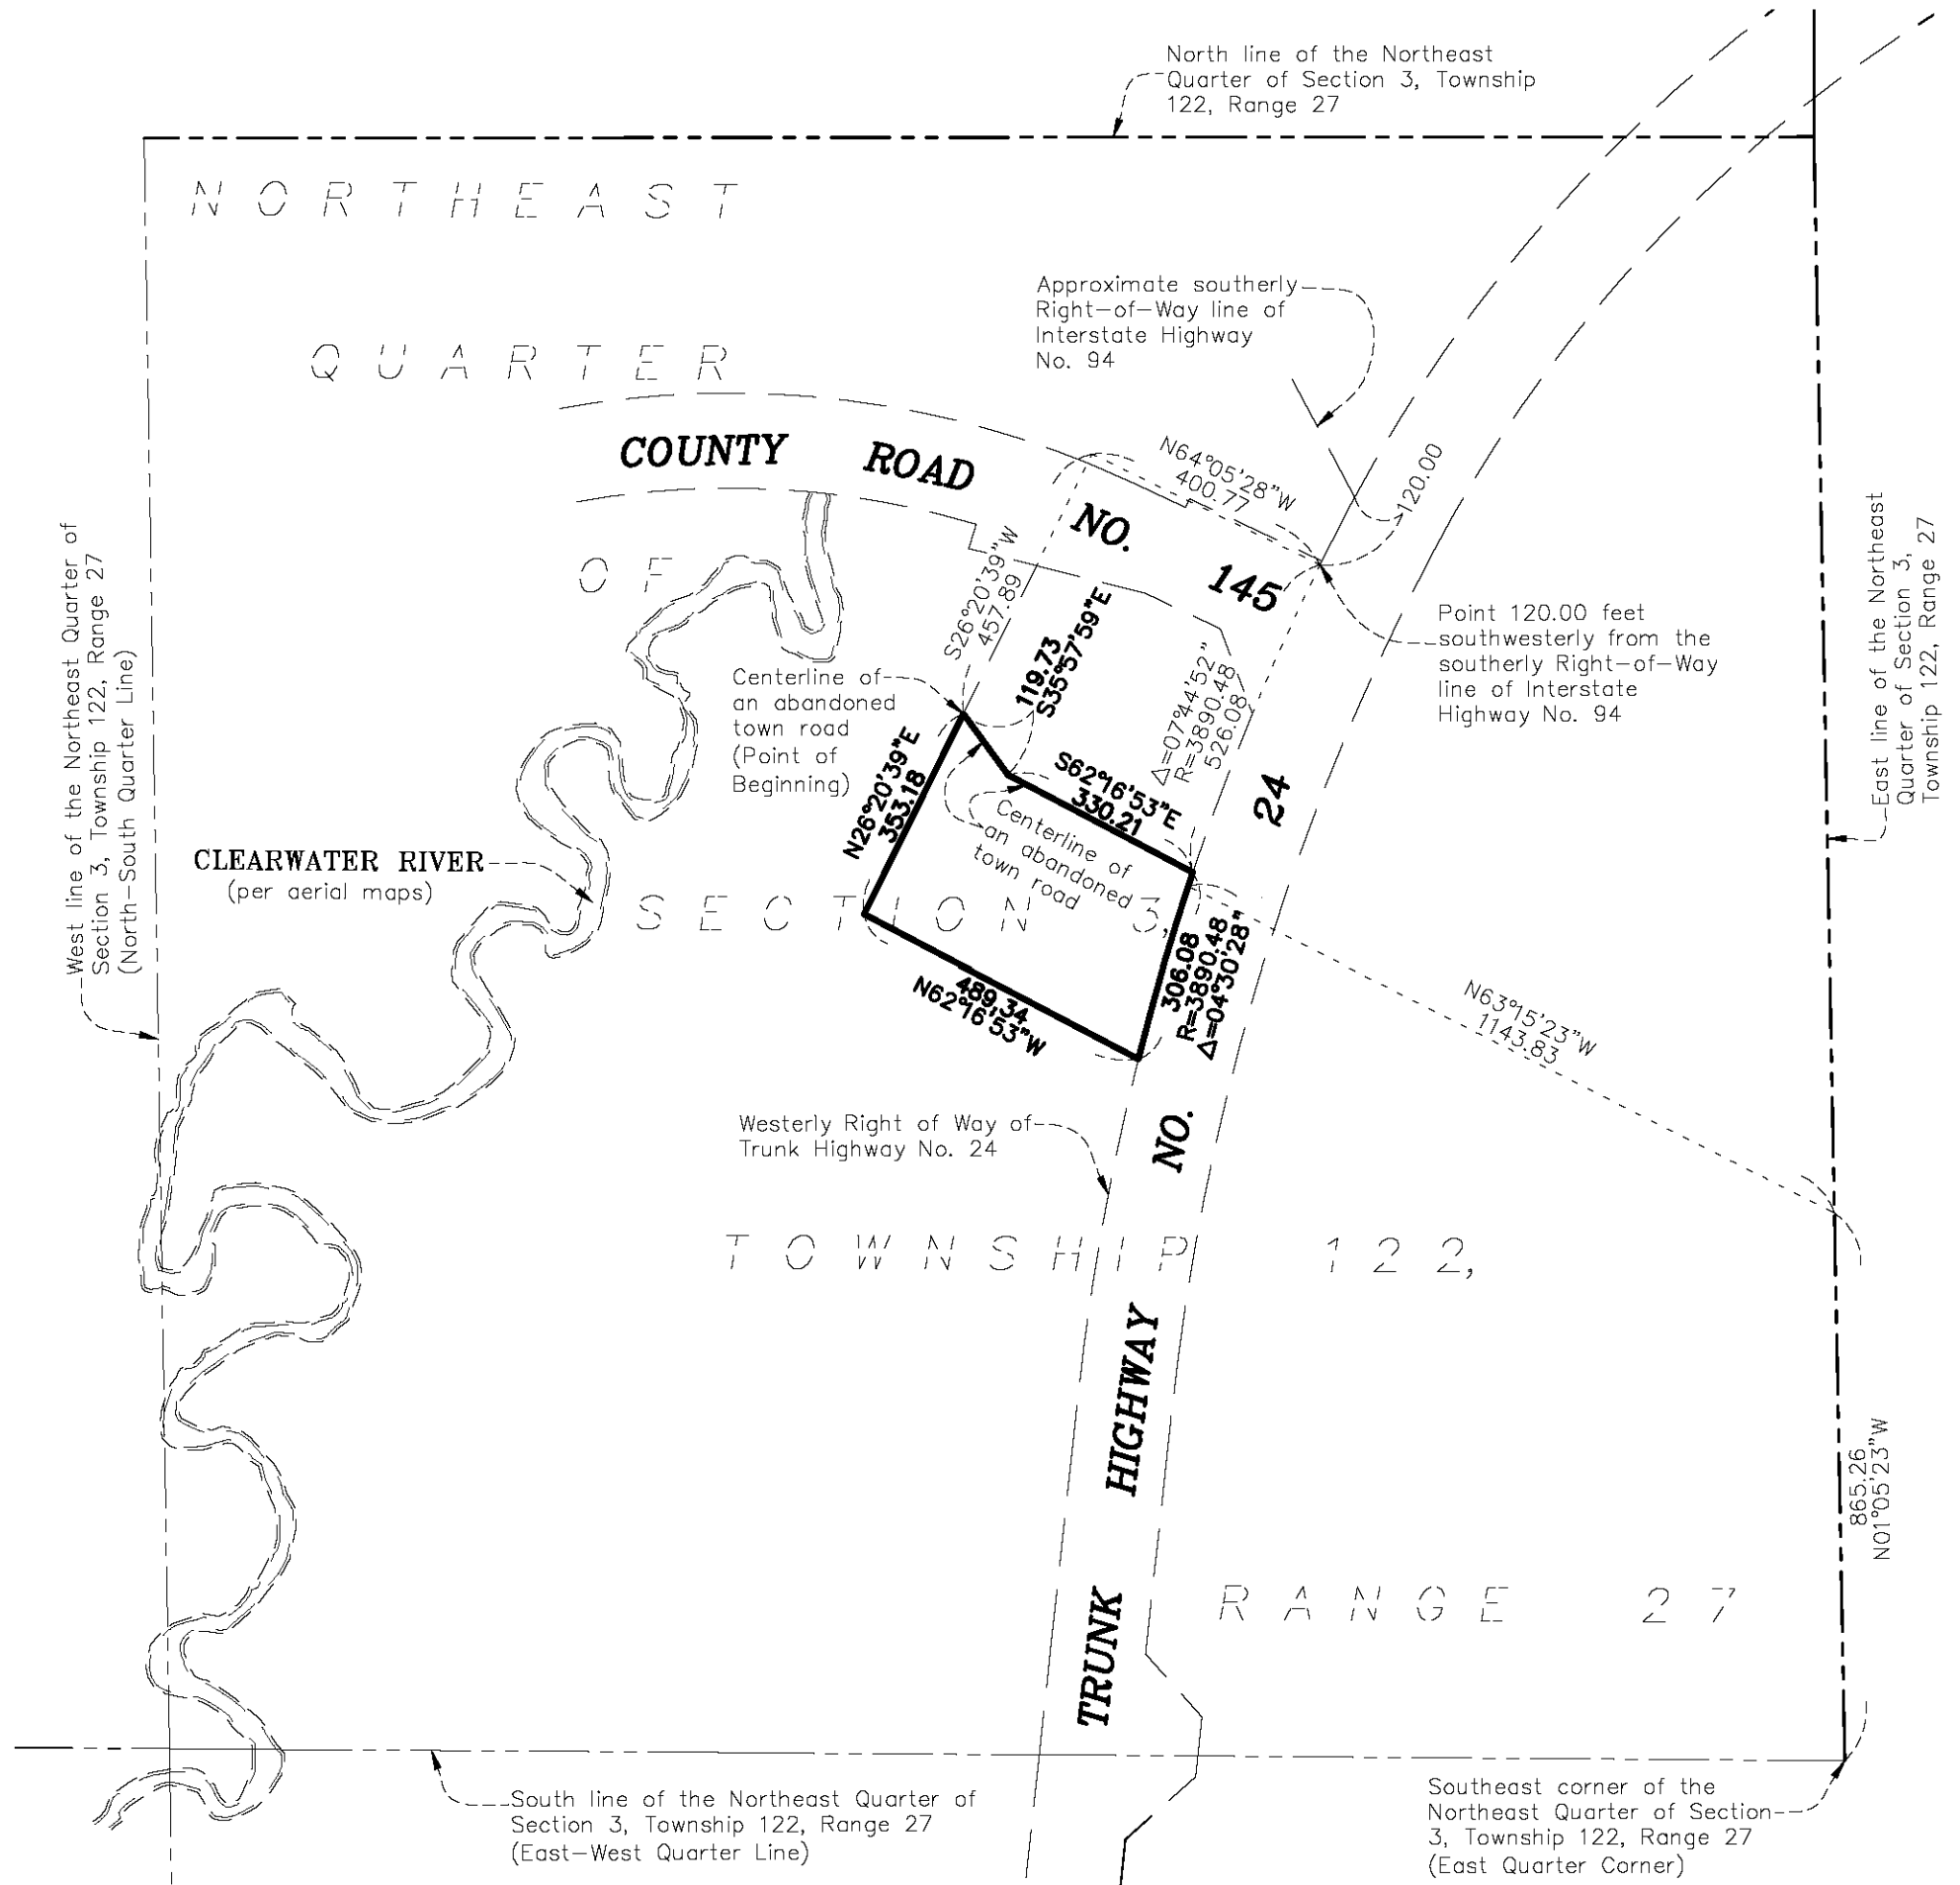 North line of the Northeast
Quarter of Section 3, Township
122, Range 27
NORTHEAST
Approximate southerly
Right-of-Way line of
Interstate Highway
No. 94
QUARTER
COUNTY ROAD NO. 145
N64°05'28"W
400.77
120.00
West line of the Northeast Quarter of
Section 3, Township 122, Range 27
(North-South Quarter Line)
East line of the Northeast
Quarter of Section 3,
Township 122, Range 27
OF
S26°20'39"W
457.89
119.73
S35°57'59"E
Point 120.00 feet
southwesterly from the
southerly Right-of-Way
line of Interstate
Highway No. 94
Δ=07°44'52"
R=3890.48
526.08
Centerline of
an abandoned
town road
(Point of
Beginning)
N26°20'39"E
353.18
S62°16'53"E
330.21
Centerline of
an abandoned
town road
CLEARWATER RIVER
(per aerial maps)
SECTION 3,
306.08
R=3890.48
Δ=04°30'28"
489.34
N62°16'53"W
N63°15'23"W
1143.83
Westerly Right of Way of
Trunk Highway No. 24
TOWNSHIP 122,
TRUNK HIGHWAY NO. 24
865.26
N01°05'23"W
RANGE 27
South line of the Northeast Quarter of
Section 3, Township 122, Range 27
(East-West Quarter Line)
Southeast corner of the
Northeast Quarter of Section
3, Township 122, Range 27
(East Quarter Corner)